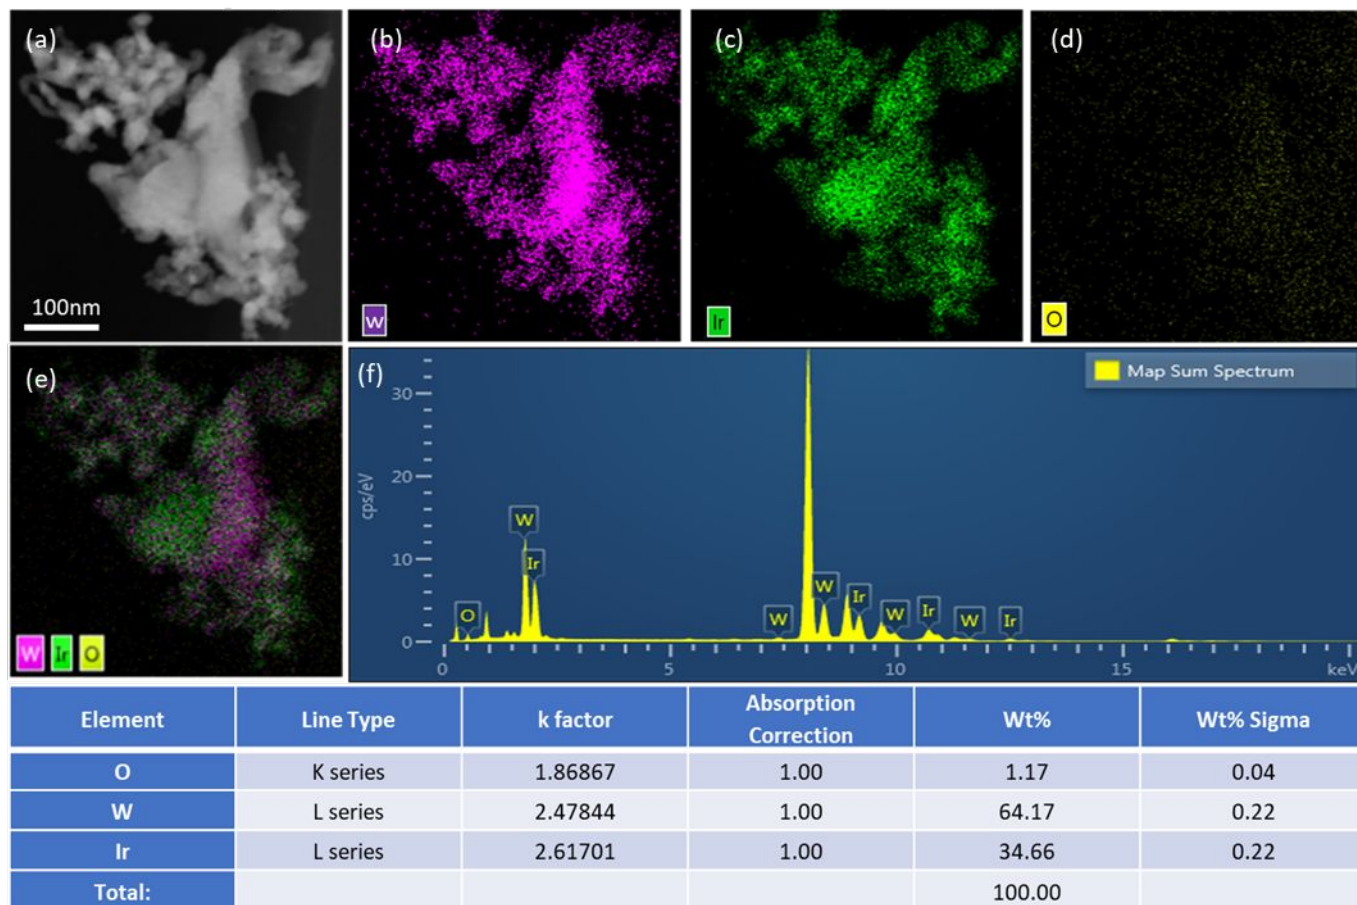 (a)
100nm
(b)
W
(c)
Ir
(d)
O
(e)
W Ir O
(f)
Map Sum Spectrum
cps/eV
30
20
10
0
W
Ir
O
W
W
Ir
W
Ir
W
Ir
0 5 10 15 keV
Element Line Type k factor Absorption Correction Wt% Wt% Sigma
O K series 1.86867 1.00 1.17 0.04
W L series 2.47844 1.00 64.17 0.22
Ir L series 2.61701 1.00 34.66 0.22
Total: 100.00